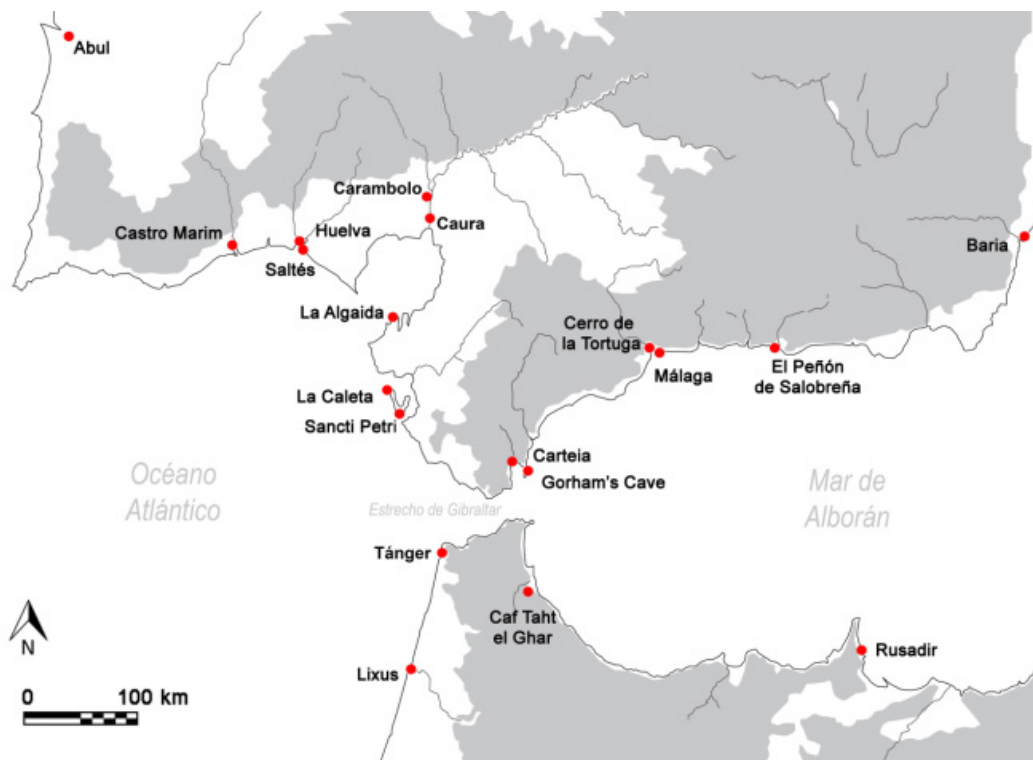 Abul
Carambolo
Caura
Huelva
Castro Marim
Saltés
Baria
La Algaida
Cerro de
la Tortuga
Málaga
El Peñón
de Salobreña
La Caleta
Sancti Petri
Carteia
Gorham's Cave
Océano
Atlántico
Mar de
Alborán
Estrecho de Gibraltar
Tánger
Caf Taht
el Ghar
N
Rusadir
Lixus
0 100 km